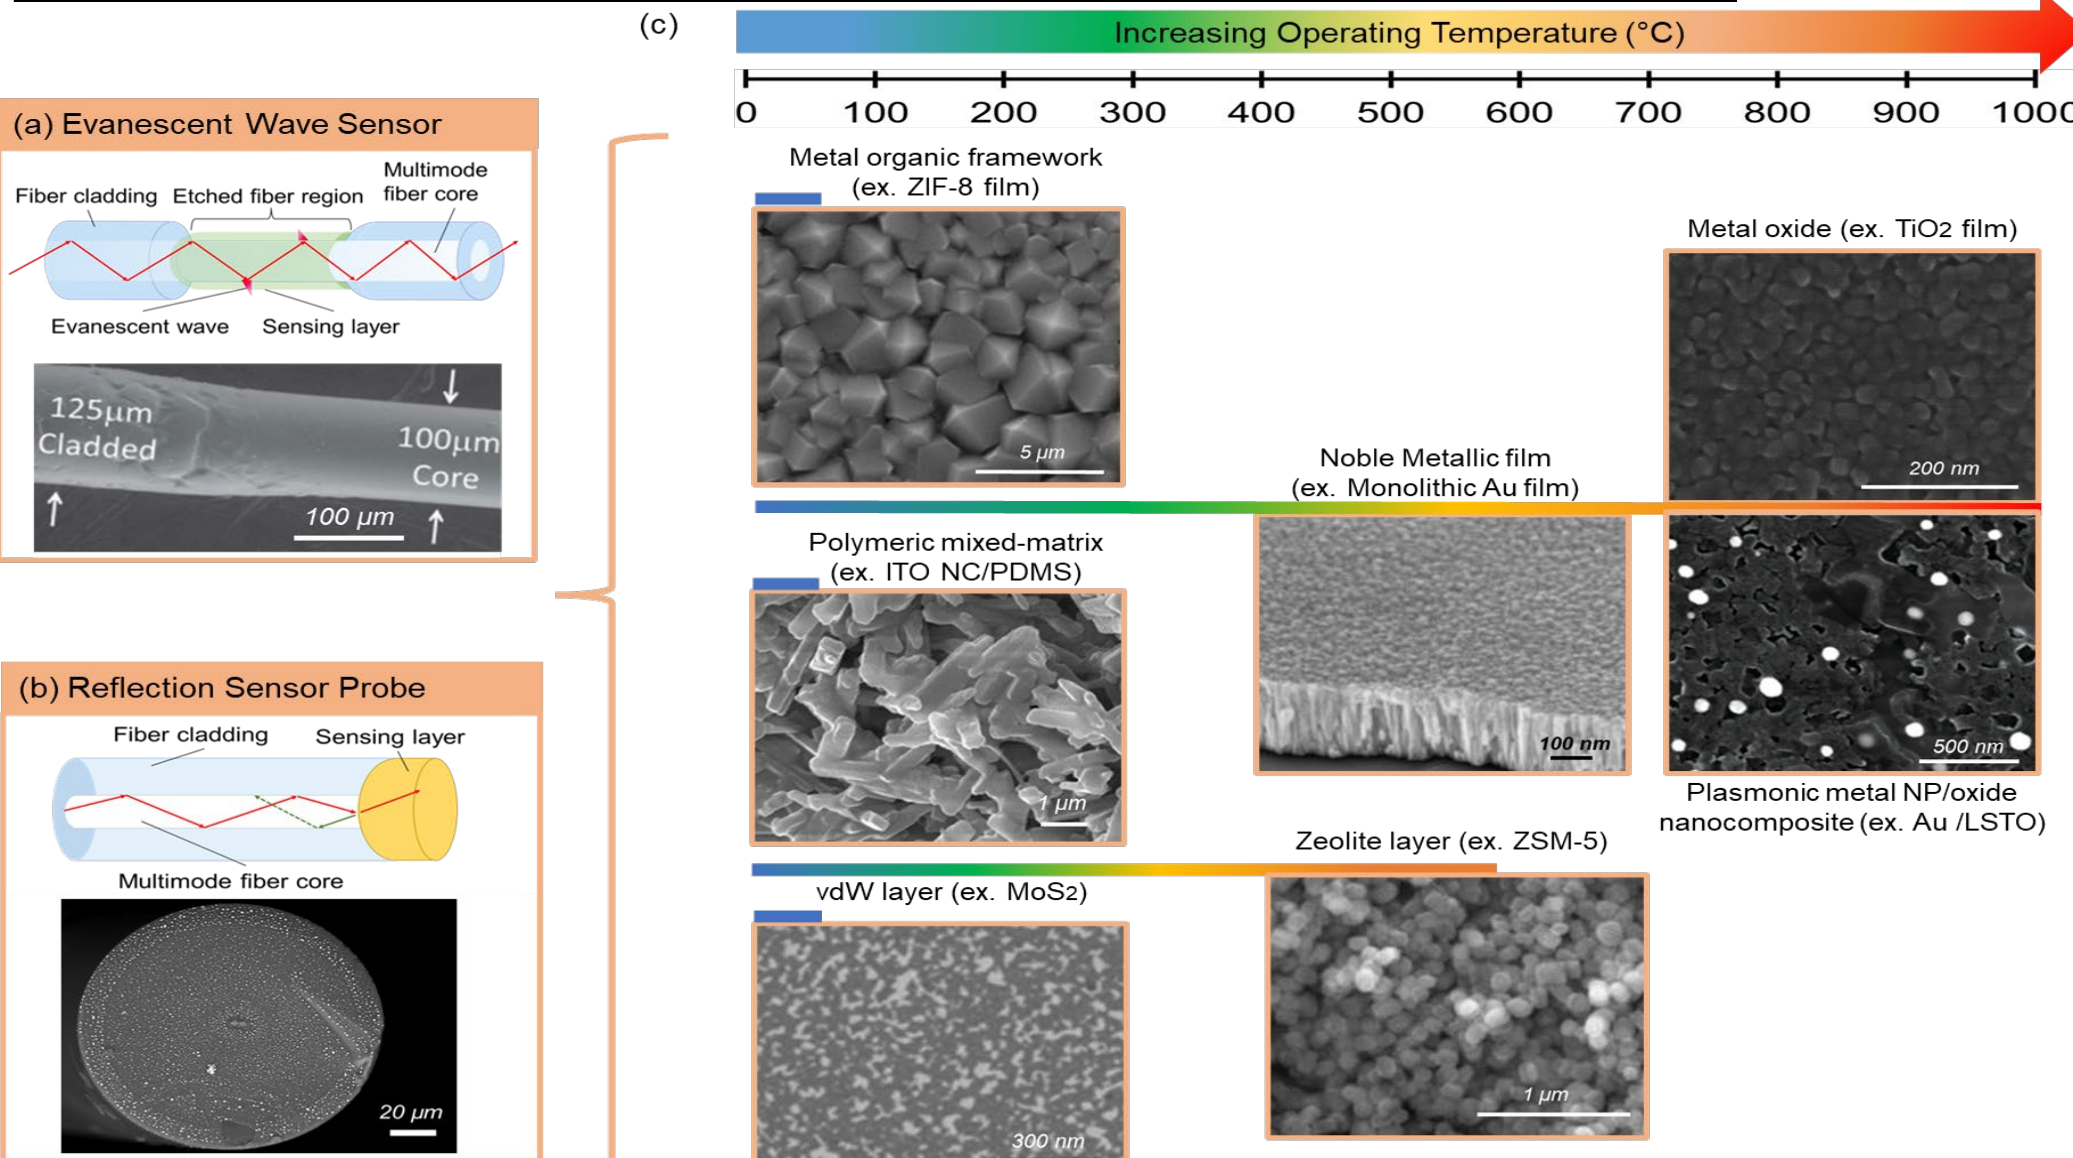 (c)
Increasing Operating Temperature (°C)
0 100 200 300 400 500 600 700 800 900 1000
(a) Evanescent Wave Sensor
Fiber cladding
Etched fiber region
Multimode
fiber core
Evanescent wave
Sensing layer
125μm
Cladded
100μm
Core
100 μm
(b) Reflection Sensor Probe
Fiber cladding
Sensing layer
Multimode fiber core
20 μm
Metal organic framework
(ex. ZIF-8 film)
5 μm
Metal oxide (ex. TiO2 film)
200 nm
Noble Metallic film
(ex. Monolithic Au film)
100 nm
Polymeric mixed-matrix
(ex. ITO NC/PDMS)
1 μm
500 nm
Plasmonic metal NP/oxide
nanocomposite (ex. Au /LSTO)
Zeolite layer (ex. ZSM-5)
1 μm
vdW layer (ex. MoS2)
300 nm